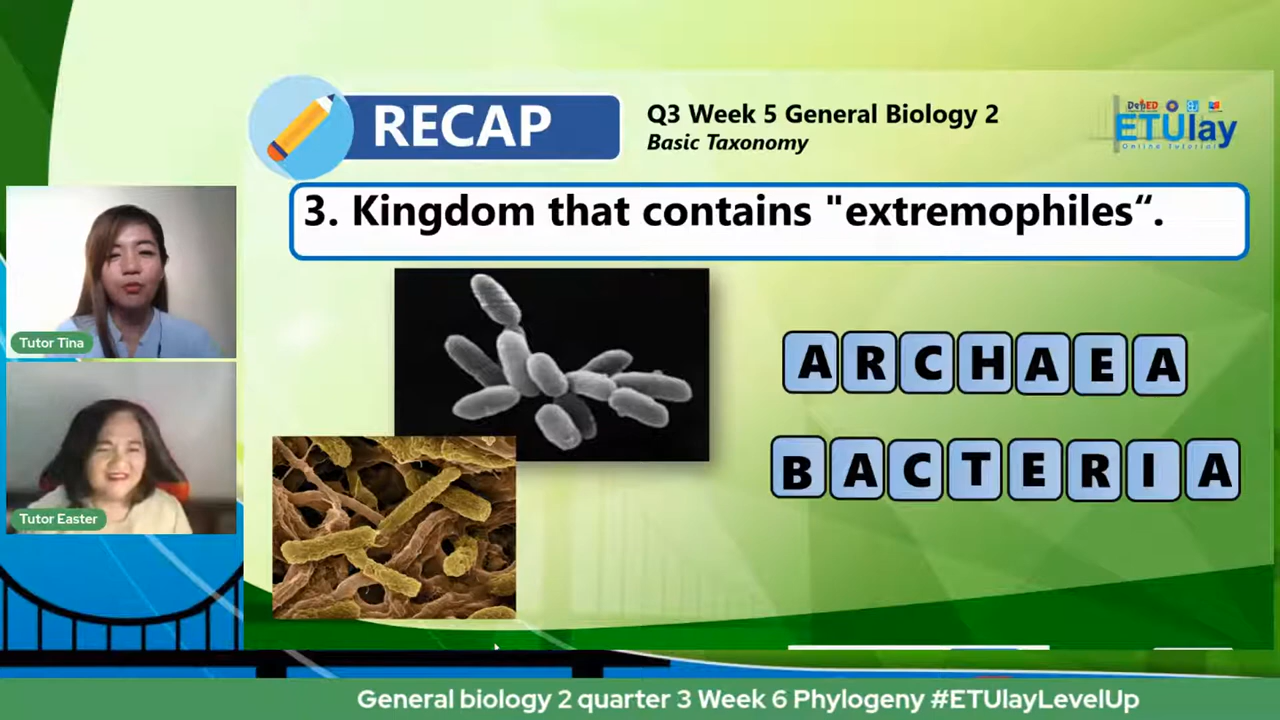 RECAP
Q3 Week 5 General Biology 2
Basic Taxonomy
DepED
ETUlay
Online Tutorial
3. Kingdom that contains "extremophiles“.
Tutor Tina
ARCHAEA
Tutor Easter
BACTERIA
General biology 2 quarter 3 Week 6 Phylogeny #ETUlayLevelUp